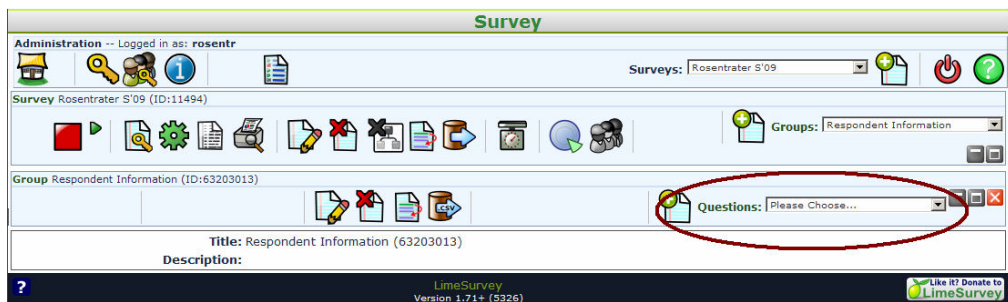 Survey
Administration -- Logged in as: rosentr
Surveys: Rosentrater S'09
Survey Rosentrater S'09 (ID:11494)
Groups: Respondent Information
Group Respondent Information (ID:63203013)
CSV
Questions: Please Choose...
Title: Respondent Information (63203013)
Description:
?
LimeSurvey
Version 1.71+ (5326)
Like it? Donate to
LimeSurvey